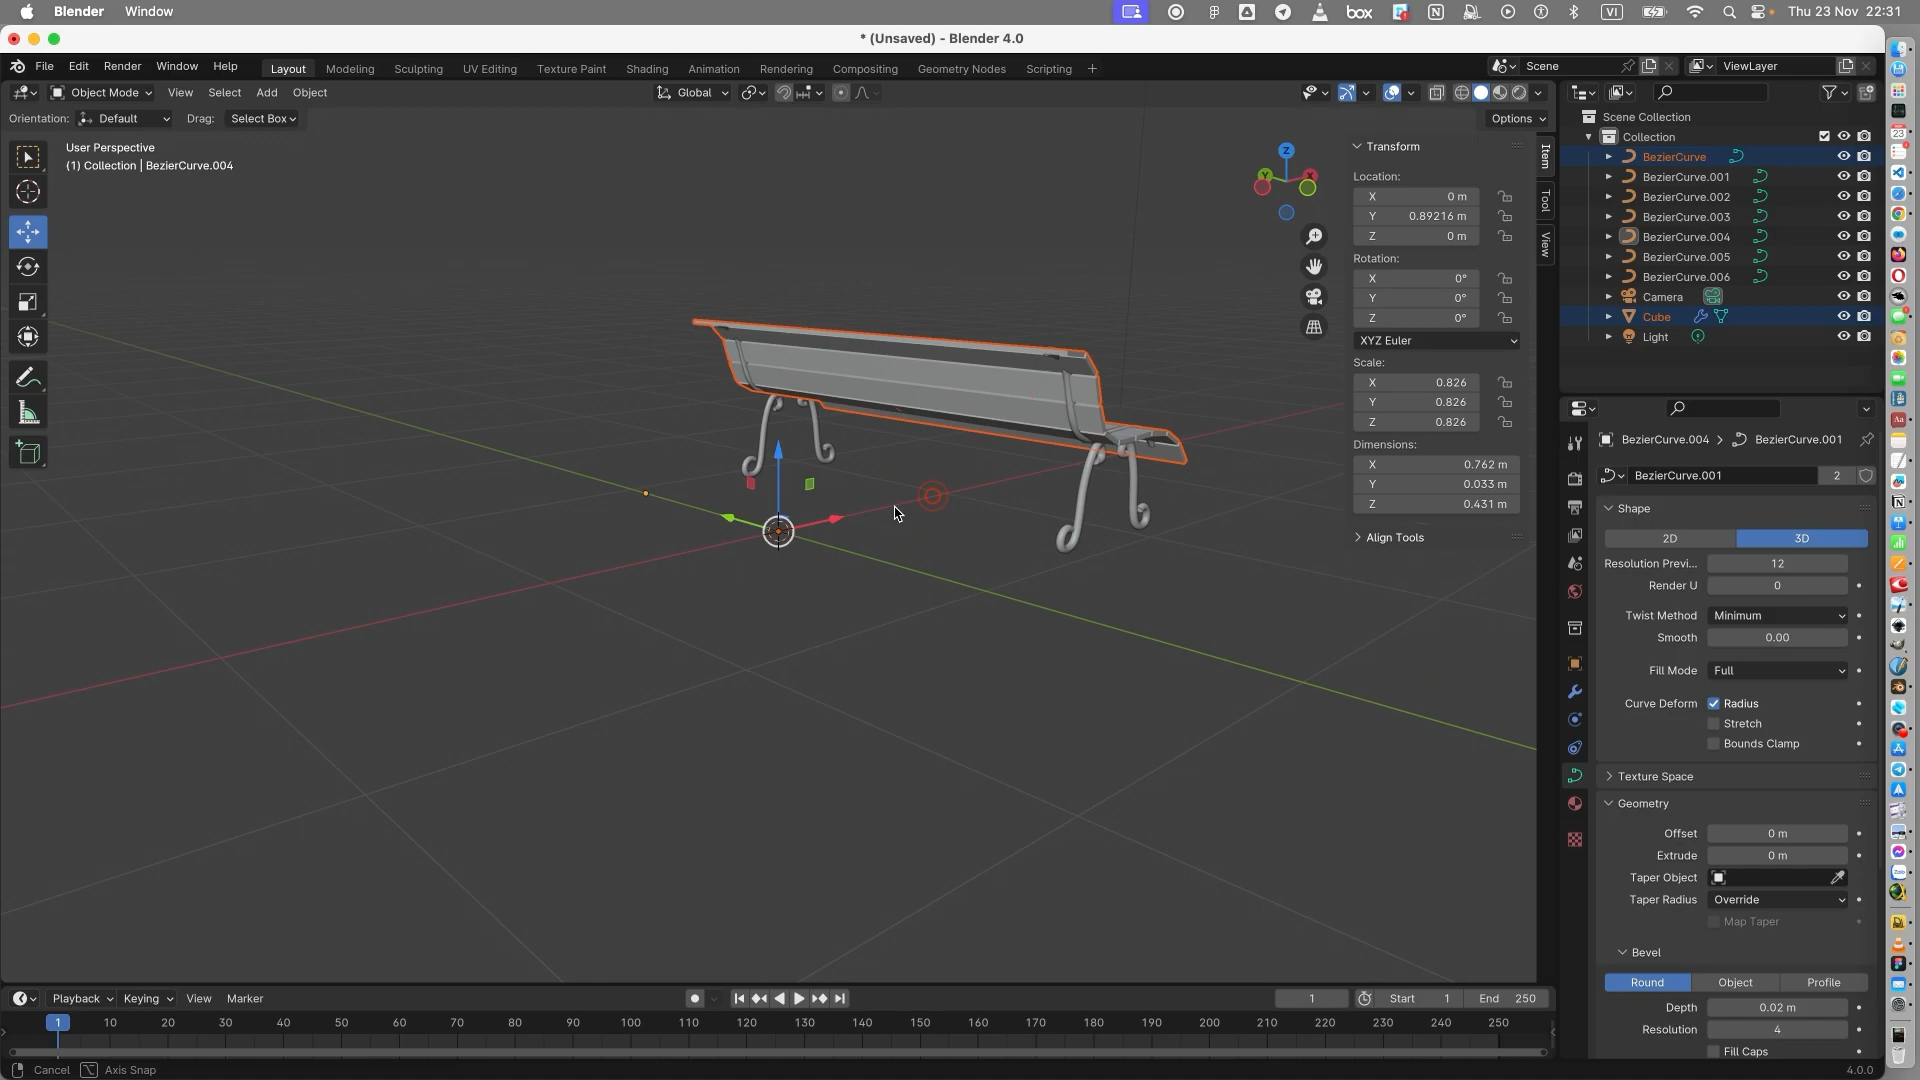 Blender Window
box
N
VI
Thu 23 Nov 22:31
* (Unsaved) - Blender 4.0
File Edit Render Window Help
Layout Modeling Sculpting UV Editing Texture Paint Shading Animation Rendering Compositing Geometry Nodes Scripting +
Scene ViewLayer
Object Mode View Select Add Object
Global
Orientation: Default Drag: Select Box
Options
User Perspective
(1) Collection | BezierCurve.004
Z
Y
X
Item
Tool
View
Transform
Location:
X 0 m
Y 0.89216 m
Z 0 m
Rotation:
X 0°
Y 0°
Z 0°
XYZ Euler
Scale:
X 0.826
Y 0.826
Z 0.826
Dimensions:
X 0.762 m
Y 0.033 m
Z 0.431 m
Align Tools
Scene Collection
Collection
BezierCurve
BezierCurve.001
BezierCurve.002
BezierCurve.003
BezierCurve.004
BezierCurve.005
BezierCurve.006
Camera
Cube
Light
BezierCurve.004 > BezierCurve.001
BezierCurve.001 2
Shape
2D 3D
Resolution Previ... 12
Render U 0
Twist Method Minimum
Smooth 0.00
Fill Mode Full
Curve Deform Radius
Stretch
Bounds Clamp
Texture Space
Geometry
Offset 0 m
Extrude 0 m
Taper Object
Taper Radius Override
Map Taper
Bevel
Round Object Profile
Depth 0.02 m
Resolution 4
Fill Caps
Playback Keying View Marker
1 Start 1 End 250
1 10 20 30 40 50 60 70 80 90 100 110 120 130 140 150 160 170 180 190 200 210 220 230 240 250
Cancel Axis Snap
4.0.0